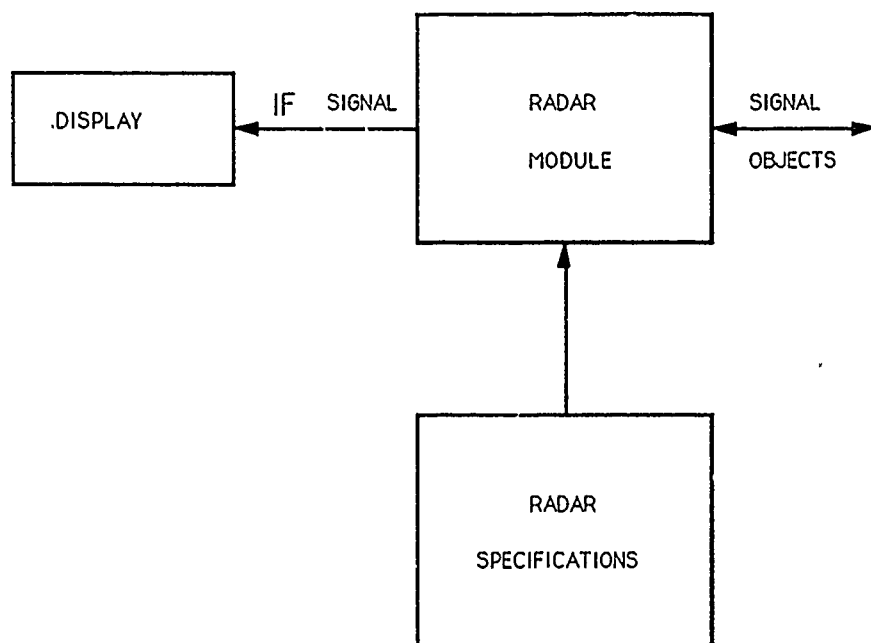 .DISPLAY
IF SIGNAL
RADAR
MODULE
SIGNAL
OBJECTS
RADAR
SPECIFICATIONS